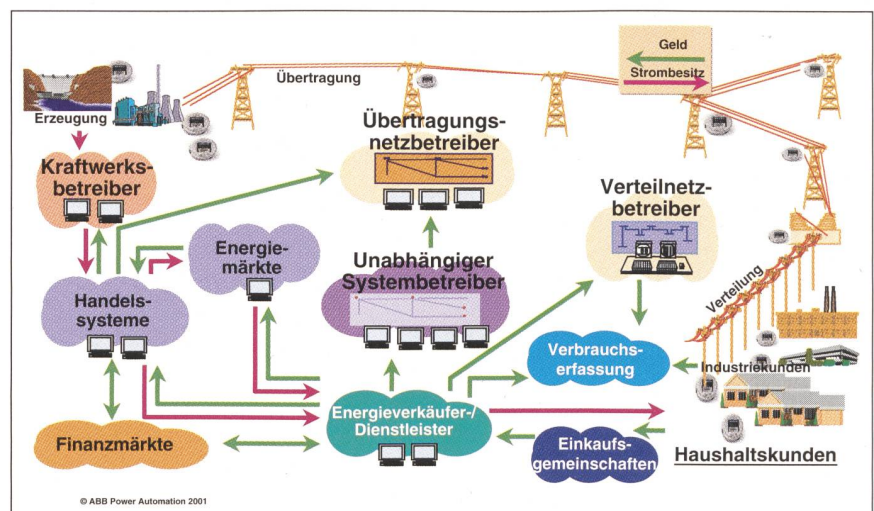 Geld
Strombesitz
Übertragung
Erzeugung
Übertragungs-
netzbetreiber
Kraftwerks-
betreiber
Verteilnetz-
betreiber
Energie-
märkte
Unabhängiger
Systembetreiber
Handels-
systeme
Verteilung
Verbrauchs-
erfassung
Industriekunden
Energieverkäufer-/
Dienstleister
Finanzmärkte
Einkaufs-
gemeinschaften
Haushaltskunden
© ABB Power Automation 2001